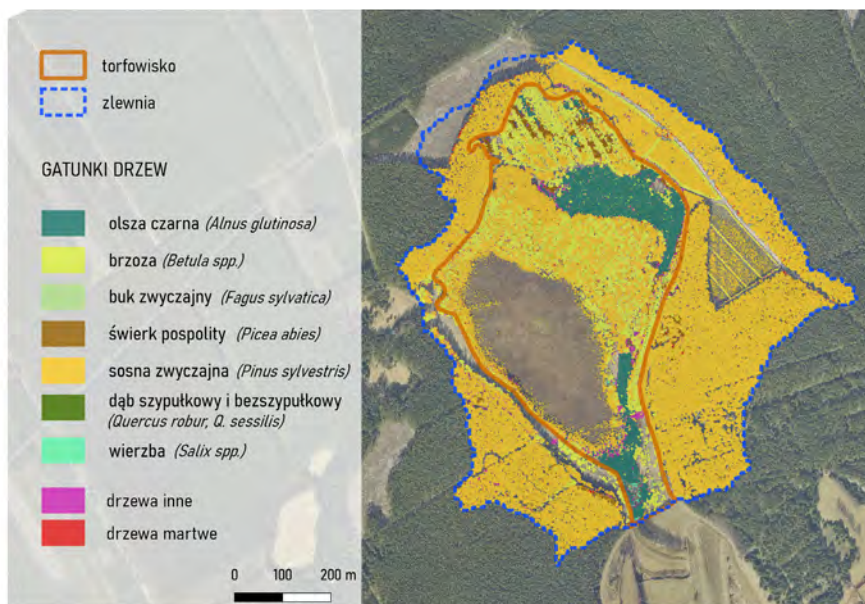 torfowisko
zlewnia
GATUNKI DRZEW
olsza czarna (Alnus glutinosa)
brzoza (Betula spp.)
buk zwyczajny (Fagus sylvatica)
świerk pospolity (Picea abies)
sosna zwyczajna (Pinus sylvestris)
dąb szypułkowy i bezszypułkowy
(Quercus robur, Q. sessilis)
wierzba (Salix spp.)
drzewa inne
drzewa martwe
0 100 200 m